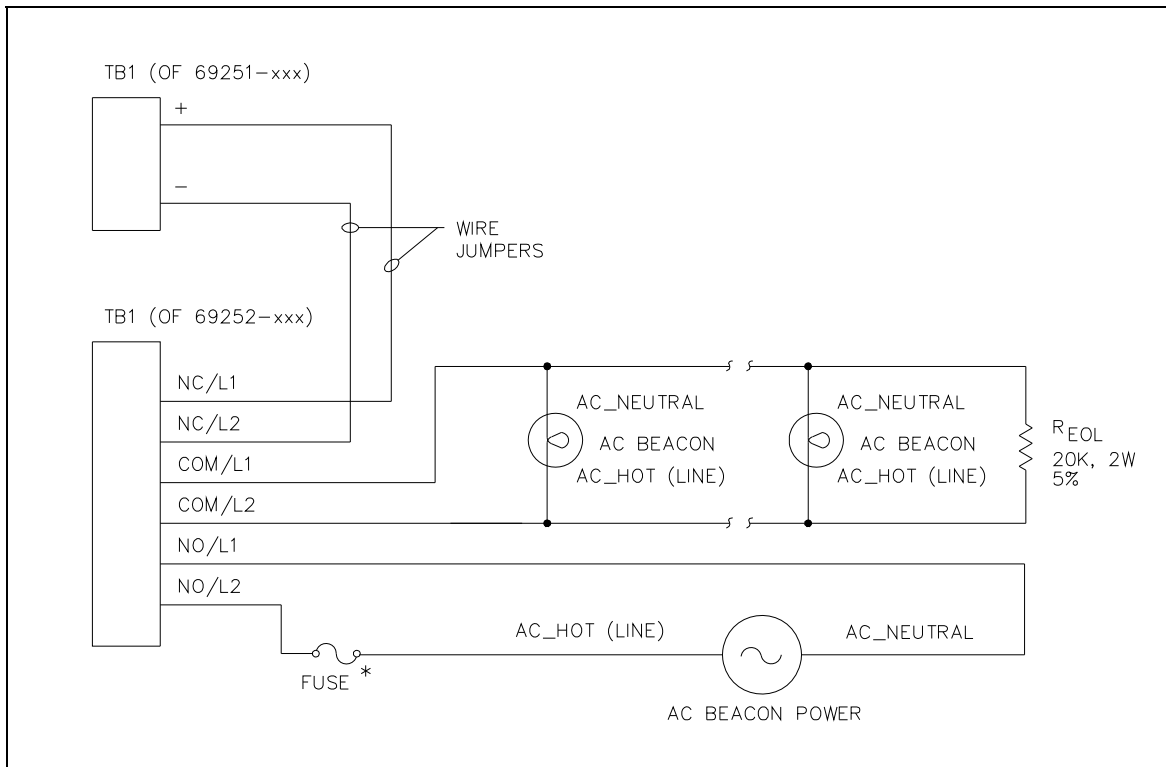 TB1 (OF 69251-xxx)
+
-
WIRE
JUMPERS
TB1 (OF 69252-xxx)
NC/L1
NC/L2
COM/L1
COM/L2
NO/L1
NO/L2
AC_NEUTRAL
AC BEACON
AC_HOT (LINE)
AC_NEUTRAL
AC BEACON
AC_HOT (LINE)
REOL
20K, 2W
5%
AC_HOT (LINE)
AC_NEUTRAL
FUSE *
AC BEACON POWER